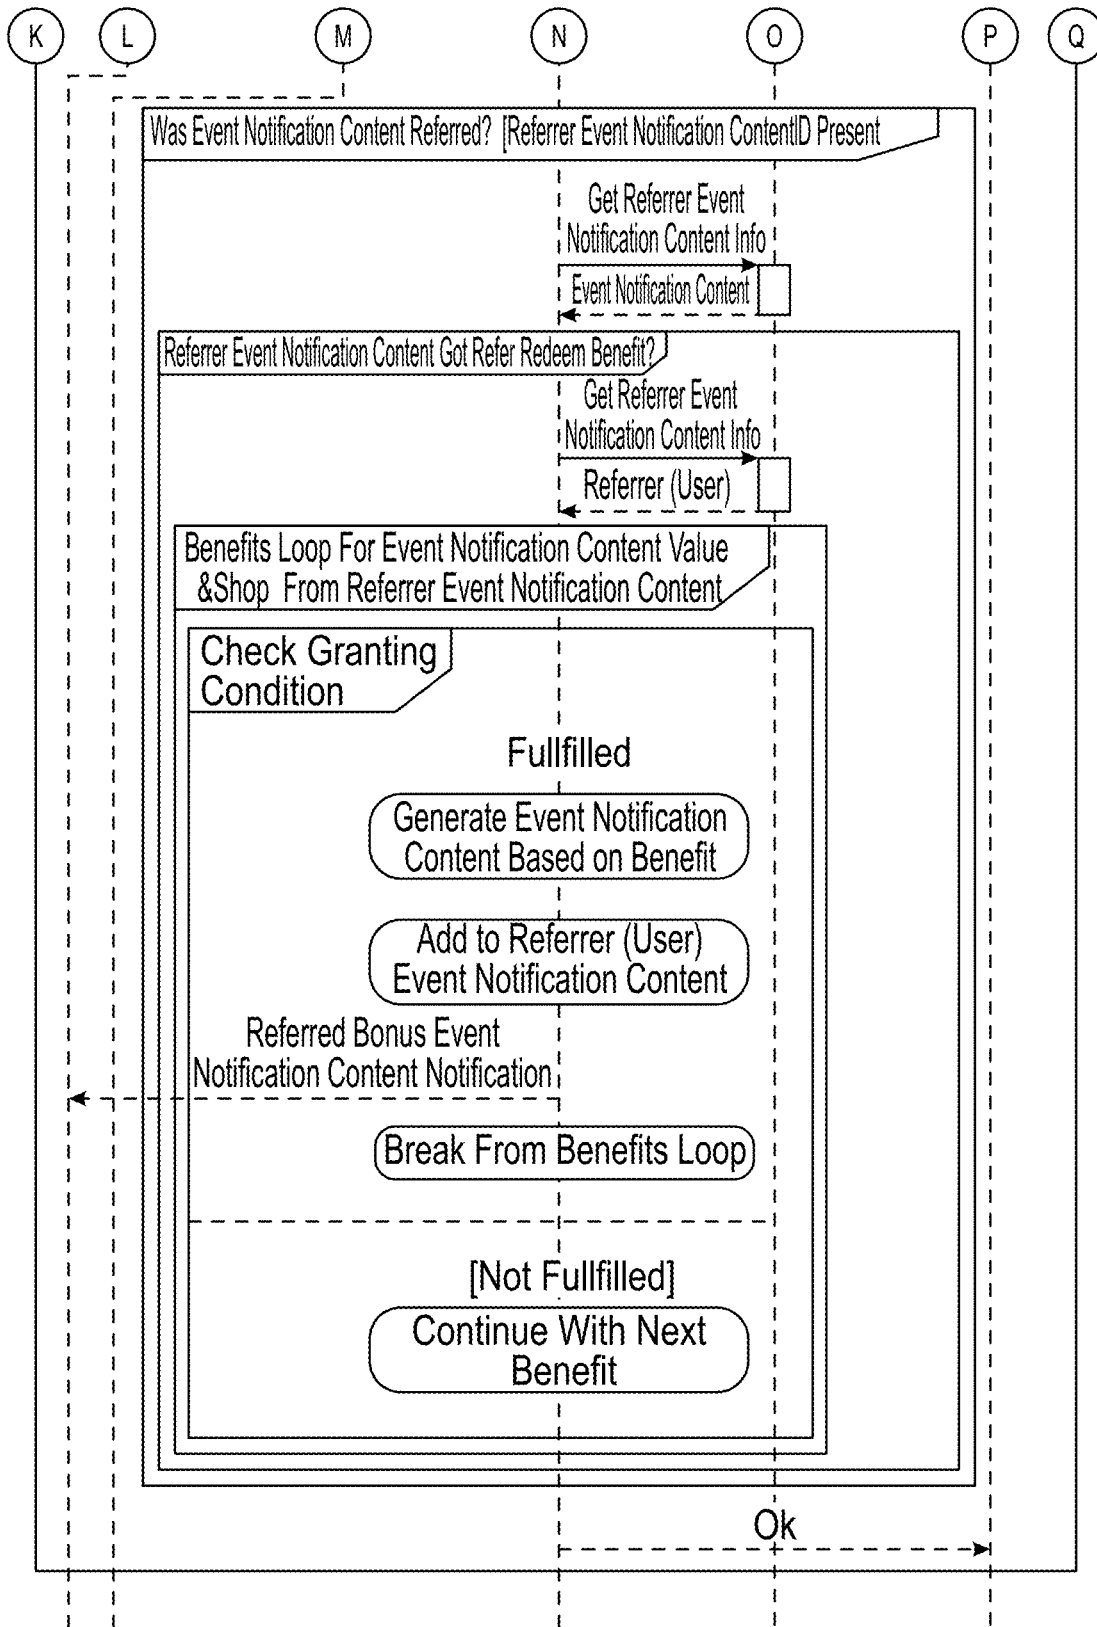 K L M N O P Q
Was Event Notification Content Referred? [Referrer Event Notification ContentID Present
Get Referrer Event
Notification Content Info
Event Notification Content
Referrer Event Notification Content Got Refer Redeem Benefit?
Get Referrer Event
Notification Content Info
Referrer (User)
Benefits Loop For Event Notification Content Value
&Shop From Referrer Event Notification Content
Check Granting
Condition
Fullfilled
Generate Event Notification
Content Based on Benefit
Add to Referrer (User)
Event Notification Content
Referred Bonus Event
Notification Content Notification
Break From Benefits Loop
[Not Fullfilled]
Continue With Next
Benefit
Ok